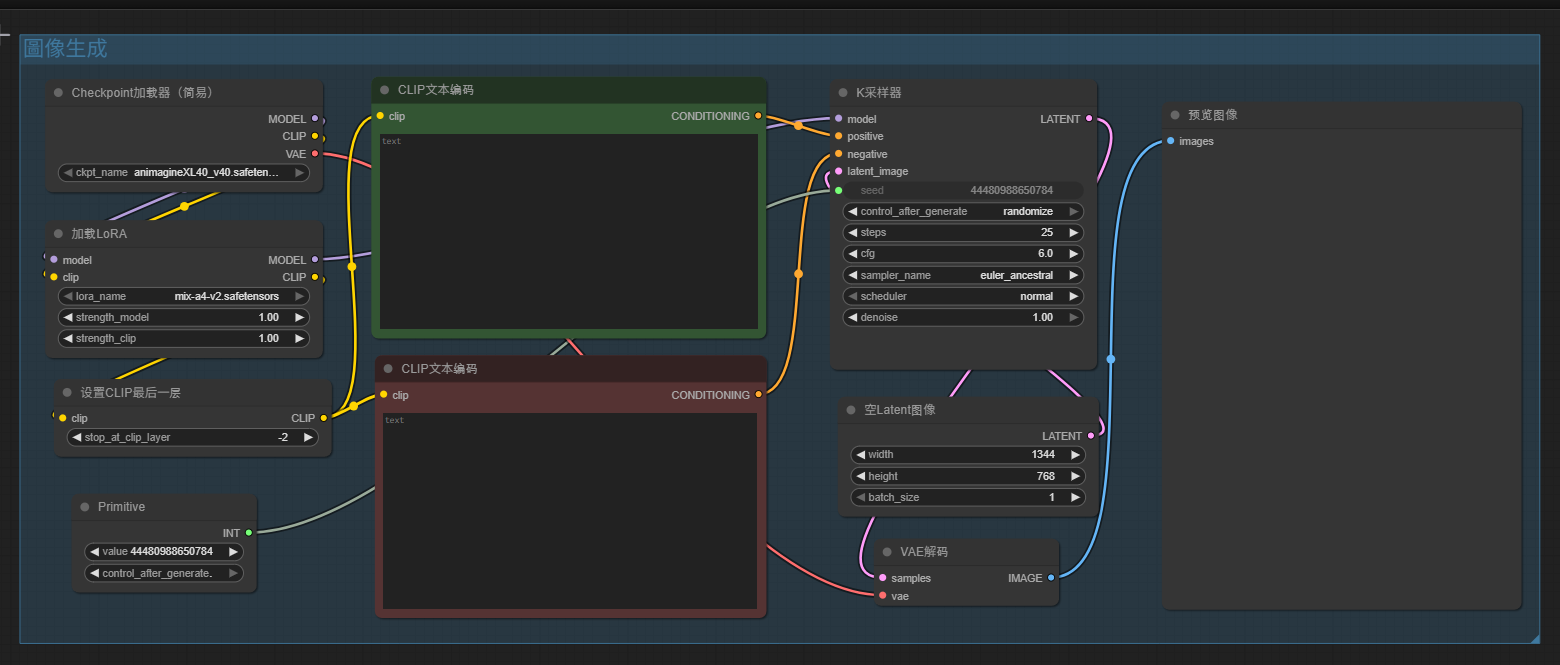 圖像生成
Checkpoint加载器（简易）
MODEL
CLIP
VAE
ckpt_name animagineXL40_v40.safeten...
加载LoRA
model MODEL
clip CLIP
lora_name mix-a4-v2.safetensors
strength_model 1.00
strength_clip 1.00
设置CLIP最后一层
clip CLIP
stop_at_clip_layer -2
Primitive
INT
value 44480988650784
control_after_generate.
CLIP文本编码
clip CONDITIONING
text
CLIP文本编码
clip CONDITIONING
text
K采样器
model LATENT
positive
negative
latent_image
seed 44480988650784
control_after_generate randomize
steps 25
cfg 6.0
sampler_name euler_ancestral
scheduler normal
denoise 1.00
空Latent图像
LATENT
width 1344
height 768
batch_size 1
VAE解码
samples IMAGE
vae
预览图像
images